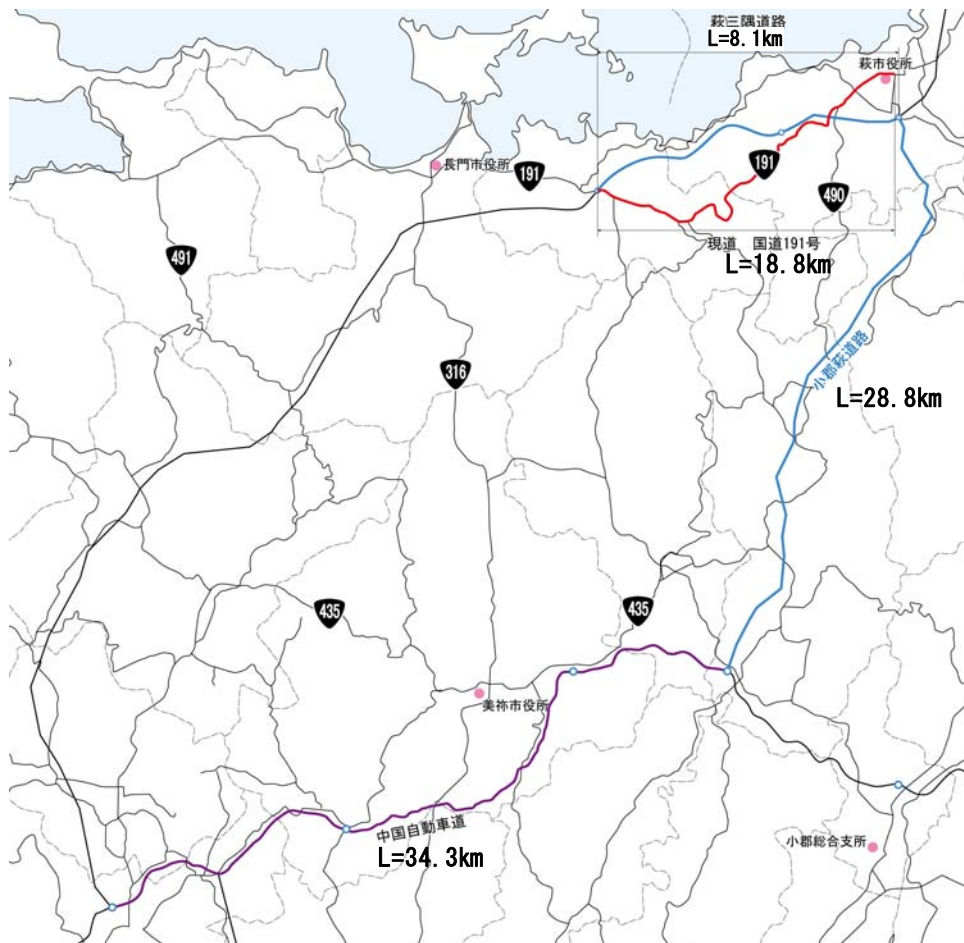 萩三隅道路
L=8.1km
萩市役所
長門市役所
191
191
490
現道 国道191号
L=18.8km
491
316
小郡萩道路
L=28.8km
435
435
美祢市役所
中国自動車道
L=34.3km
小郡総合支所